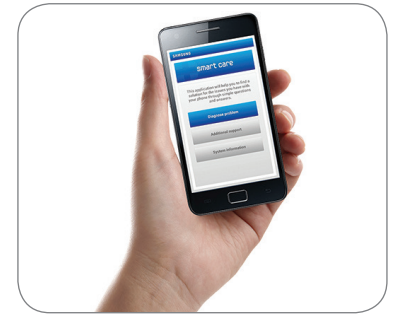 SAMSUNG
smart care
This application will help you to find a
solution for the issues you have with
your phone through simple questions
and answers.
Diagnose problem
Additional support
System information